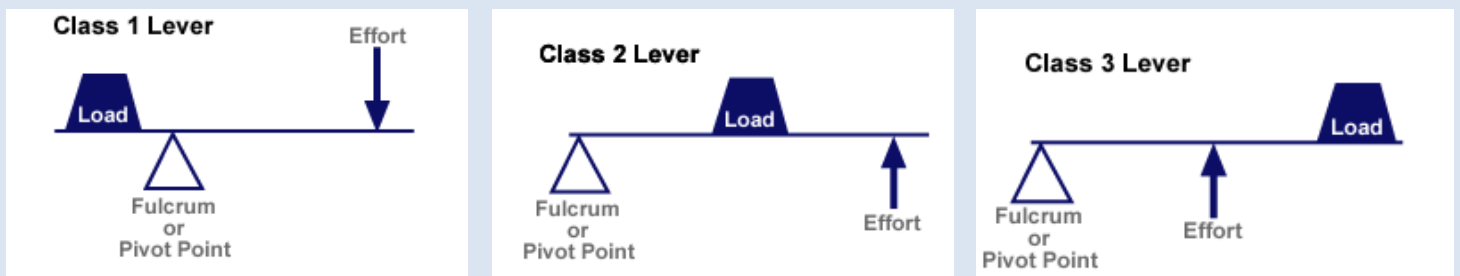 Class 1 Lever
Effort
Load
Fulcrum
or
Pivot Point
Class 2 Lever
Load
Fulcrum
or
Pivot Point
Effort
Class 3 Lever
Load
Fulcrum
or
Pivot Point
Effort